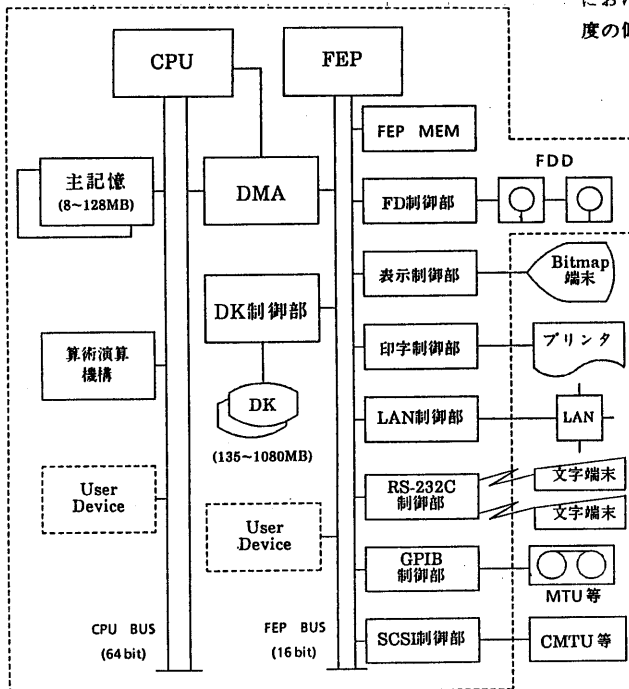 におい
度の
CPU
FEP
FEP MEM
FDD
主記憶
(8~128MB)
DMA
FD制御部
表示制御部
Bitmap
端末
DK制御部
算術演算
機構
印字制御部
プリンタ
DK
(135~1080MB)
LAN制御部
LAN
User
Device
User
Device
RS-232C
制御部
文字端末
文字端末
GPIB
制御部
MTU等
CPU BUS
(64bit)
FEP BUS
(16bit)
SCSI制御部
CMTU等